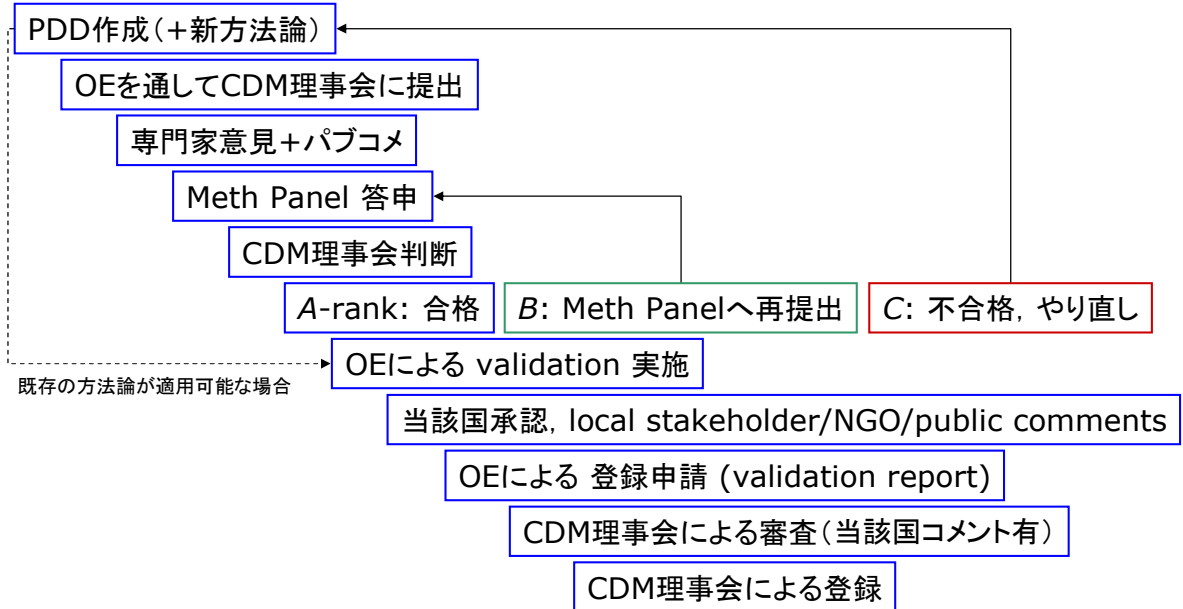 PDD作成(+新方法論)
OEを通してCDM理事会に提出
専門家意見+パブコメ
Meth Panel 答申
CDM理事会判断
A-rank: 合格
B: Meth Panelへ再提出
C: 不合格, やり直し
OEによる validation 実施
既存の方法論が適用可能な場合
当該国承認, local stakeholder/NGO/public comments
OEによる 登録申請 (validation report)
CDM理事会による審査(当該国コメント有)
CDM理事会による登録